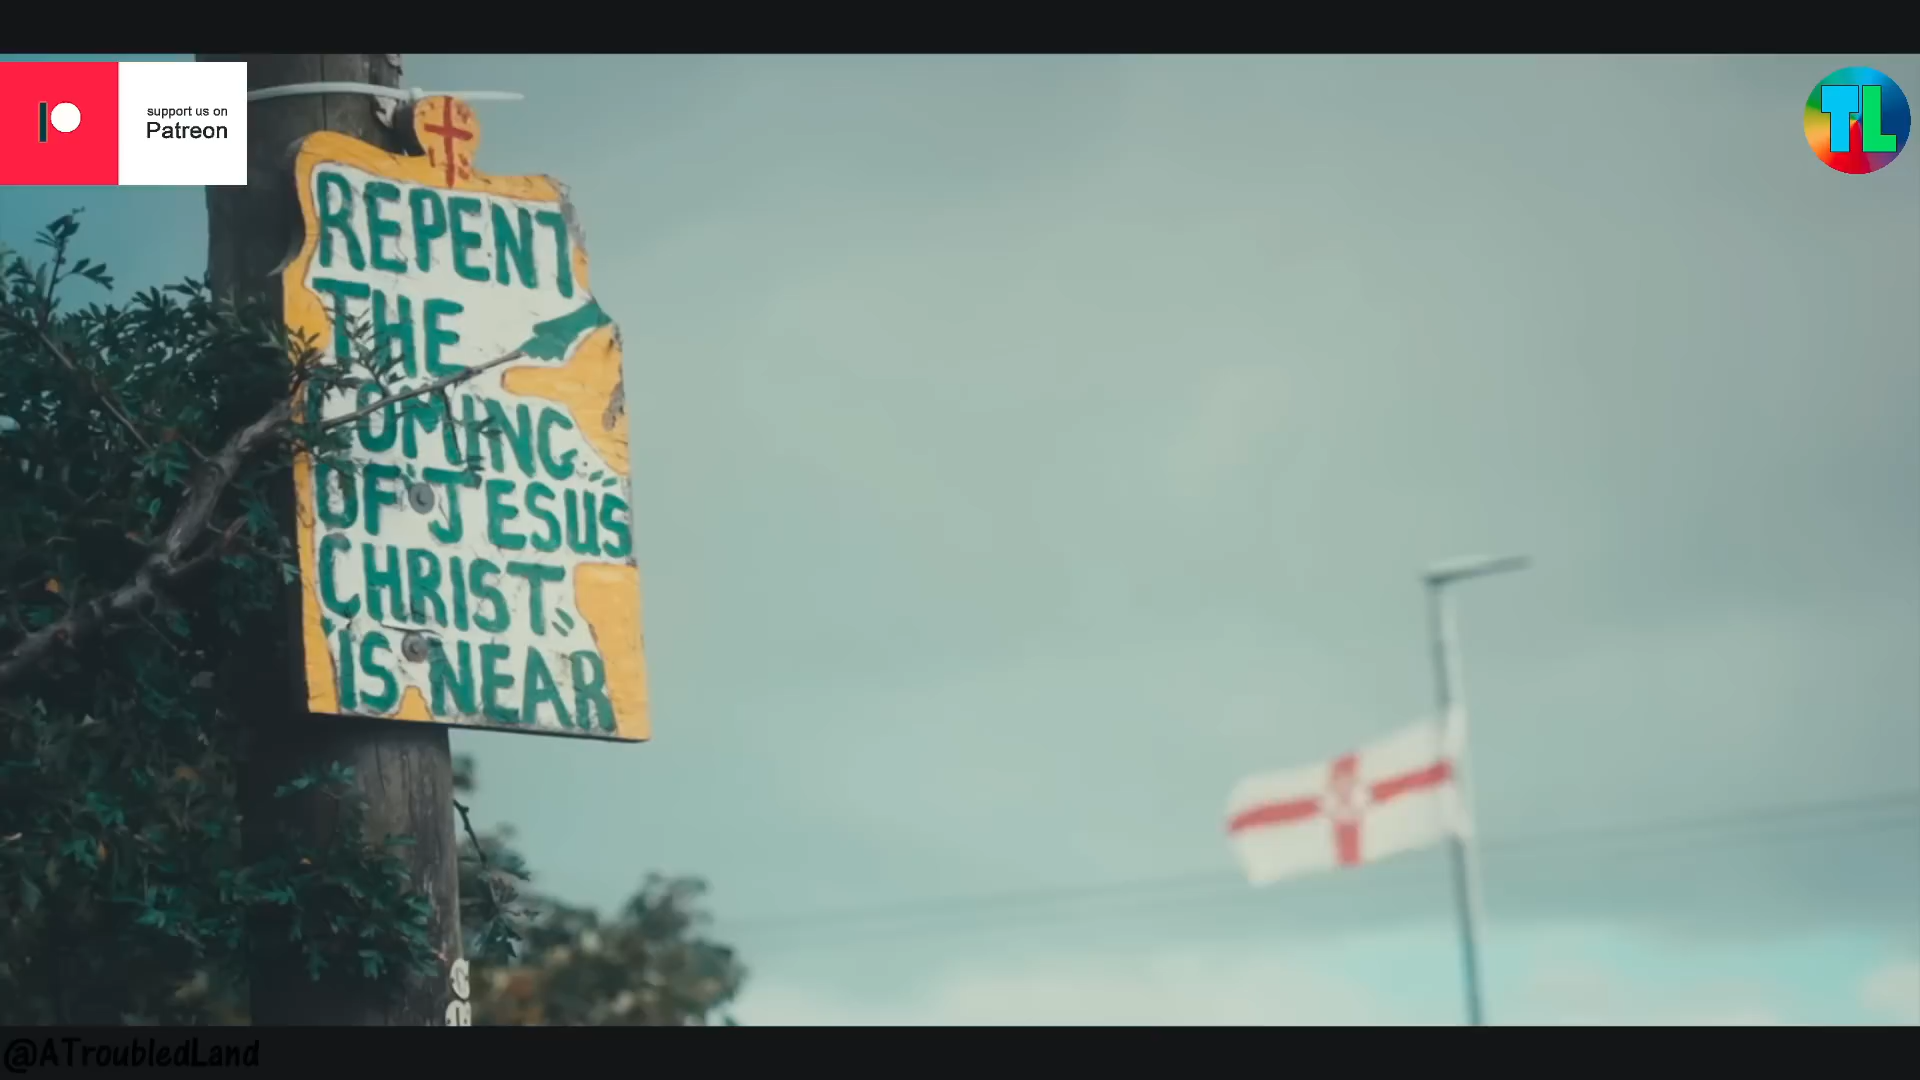 support us on
Patreon
TL
REPENT
THE
COMING
OF JESUS
CHRIST
IS NEAR
@ATroubledLand